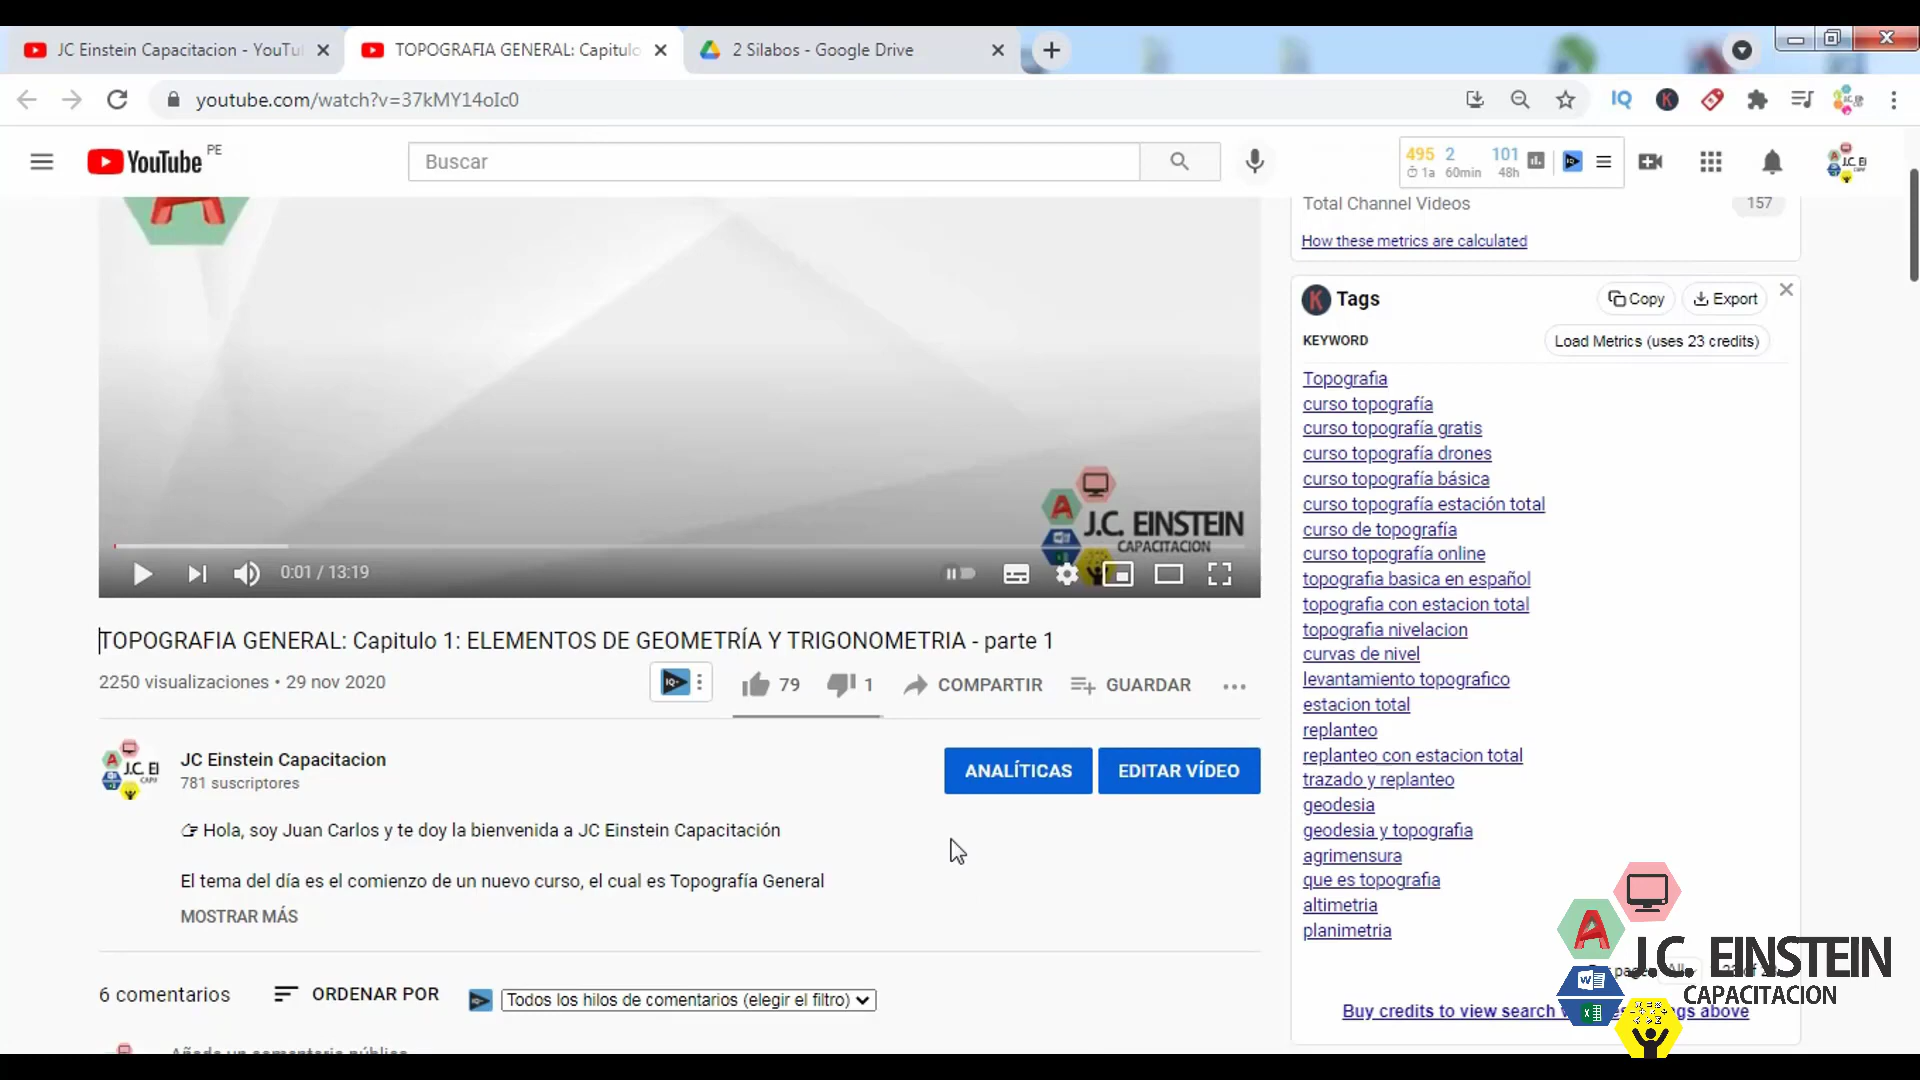 JC Einstein Capacitacion - YouTu
TOPOGRAFIA GENERAL: Capitulo
2 Silabos - Google Drive
youtube.com/watch?v=37kMY14oIc0
IQ
K
YouTube PE
Buscar
495 2 101
1a 60min 48h
Total Channel Videos 157
How these metrics are calculated
K Tags Copy Export
KEYWORD Load Metrics (uses 23 credits)
Topografia
curso topografía
curso topografía gratis
curso topografía drones
curso topografía básica
curso topografía estación total
curso de topografía
curso topografía online
topografia basica en español
topografia con estacion total
topografia nivelacion
curvas de nivel
levantamiento topografico
estacion total
replanteo
replanteo con estacion total
trazado y replanteo
geodesia
geodesia y topografia
agrimensura
que es topografia
altimetria
planimetria
Buy credits to view search
above
J.C. EINSTEIN
CAPACITACION
0:01 / 13:19
TOPOGRAFIA GENERAL: Capitulo 1: ELEMENTOS DE GEOMETRÍA Y TRIGONOMETRIA - parte 1
2250 visualizaciones • 29 nov 2020
79 1 COMPARTIR GUARDAR
JC Einstein Capacitacion
781 suscriptores
ANALÍTICAS EDITAR VÍDEO
👉 Hola, soy Juan Carlos y te doy la bienvenida a JC Einstein Capacitación
El tema del día es el comienzo de un nuevo curso, el cual es Topografía General
MOSTRAR MÁS
6 comentarios ORDENAR POR Todos los hilos de comentarios (elegir el filtro)
J.C. EINSTEIN
CAPACITACION